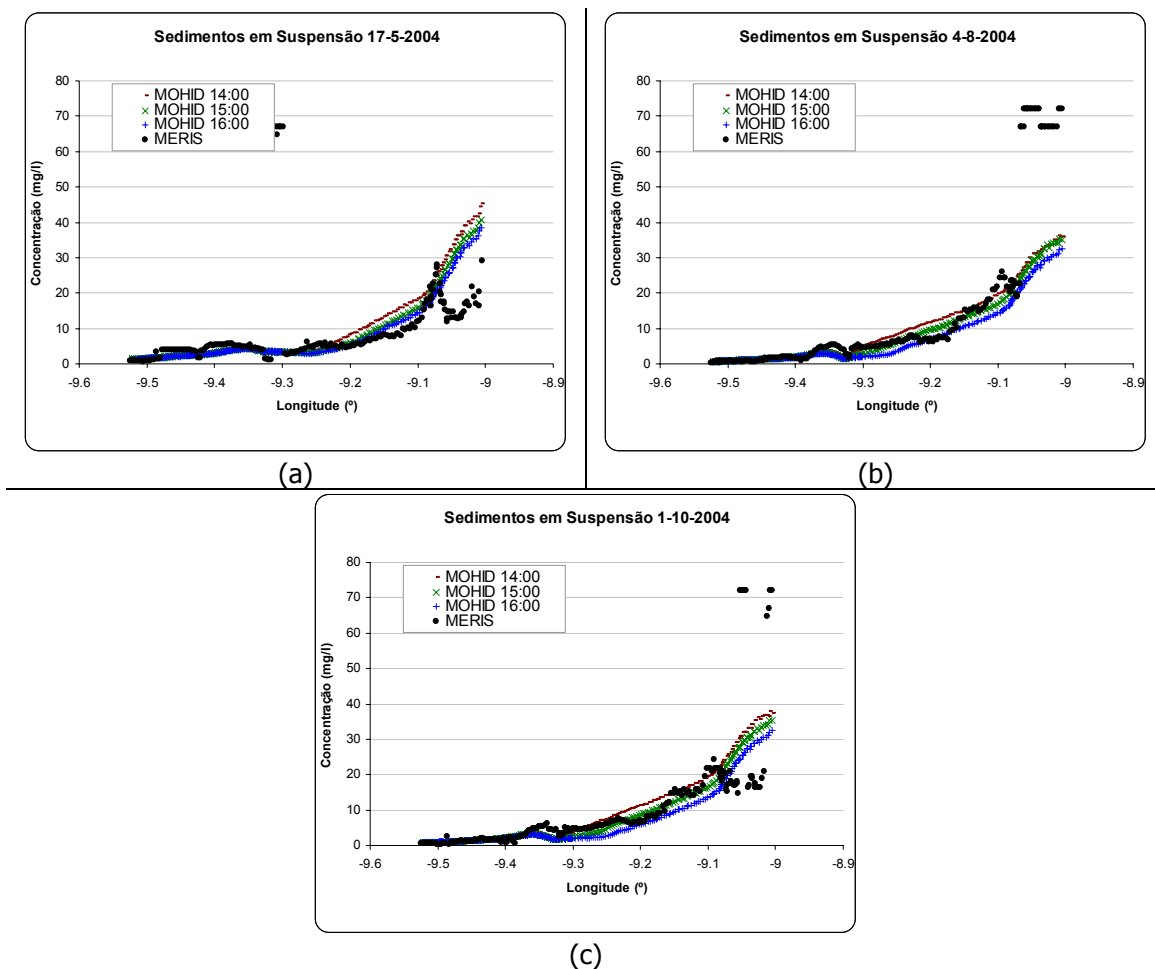 Sedimentos em Suspensão 17-5-2004
80
70
60
50
40
30
20
10
0
-9.6 -9.5 -9.4 -9.3 -9.2 -9.1 -9 -8.9
Longitude (º)
Concentração (mg/l)
MOHID 14:00
MOHID 15:00
MOHID 16:00
MERIS
(a)
Sedimentos em Suspensão 4-8-2004
80
70
60
50
40
30
20
10
0
-9.6 -9.5 -9.4 -9.3 -9.2 -9.1 -9 -8.9
Longitude (º)
Concentração (mg/l)
MOHID 14:00
MOHID 15:00
MOHID 16:00
MERIS
(b)
Sedimentos em Suspensão 1-10-2004
80
70
60
50
40
30
20
10
0
-9.6 -9.5 -9.4 -9.3 -9.2 -9.1 -9 -8.9
Longitude (º)
Concentração (mg/l)
MOHID 14:00
MOHID 15:00
MOHID 16:00
MERIS
(c)